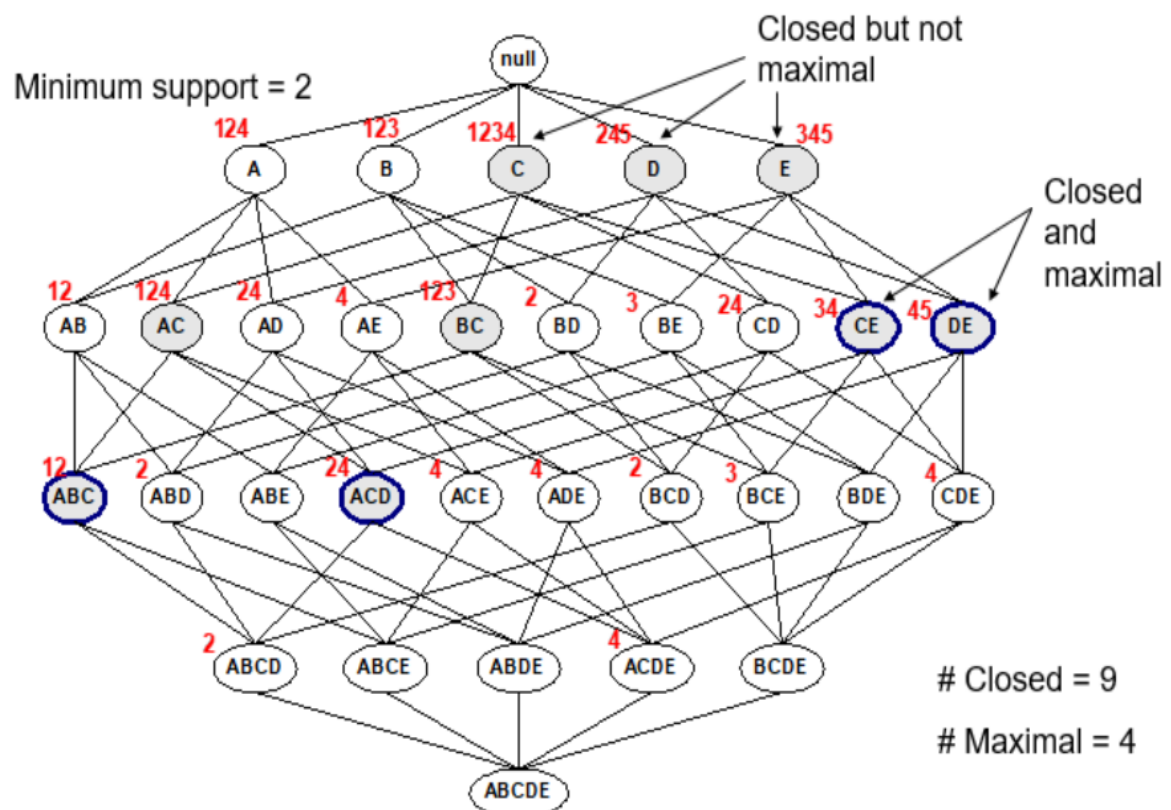 Closed but not
maximal
null
Minimum support = 2
124 123 1234 245 345
A B C D E
Closed
and
maximal
12 124 24 4 123 2 3 24 34 45
AB AC AD AE BC BD BE CD CE DE
12 2 24 4 4 2 3 4
ABC ABD ABE ACD ACE ADE BCD BCE BDE CDE
2 4
ABCD ABCE ABDE ACDE BCDE
# Closed = 9
# Maximal = 4
ABCDE